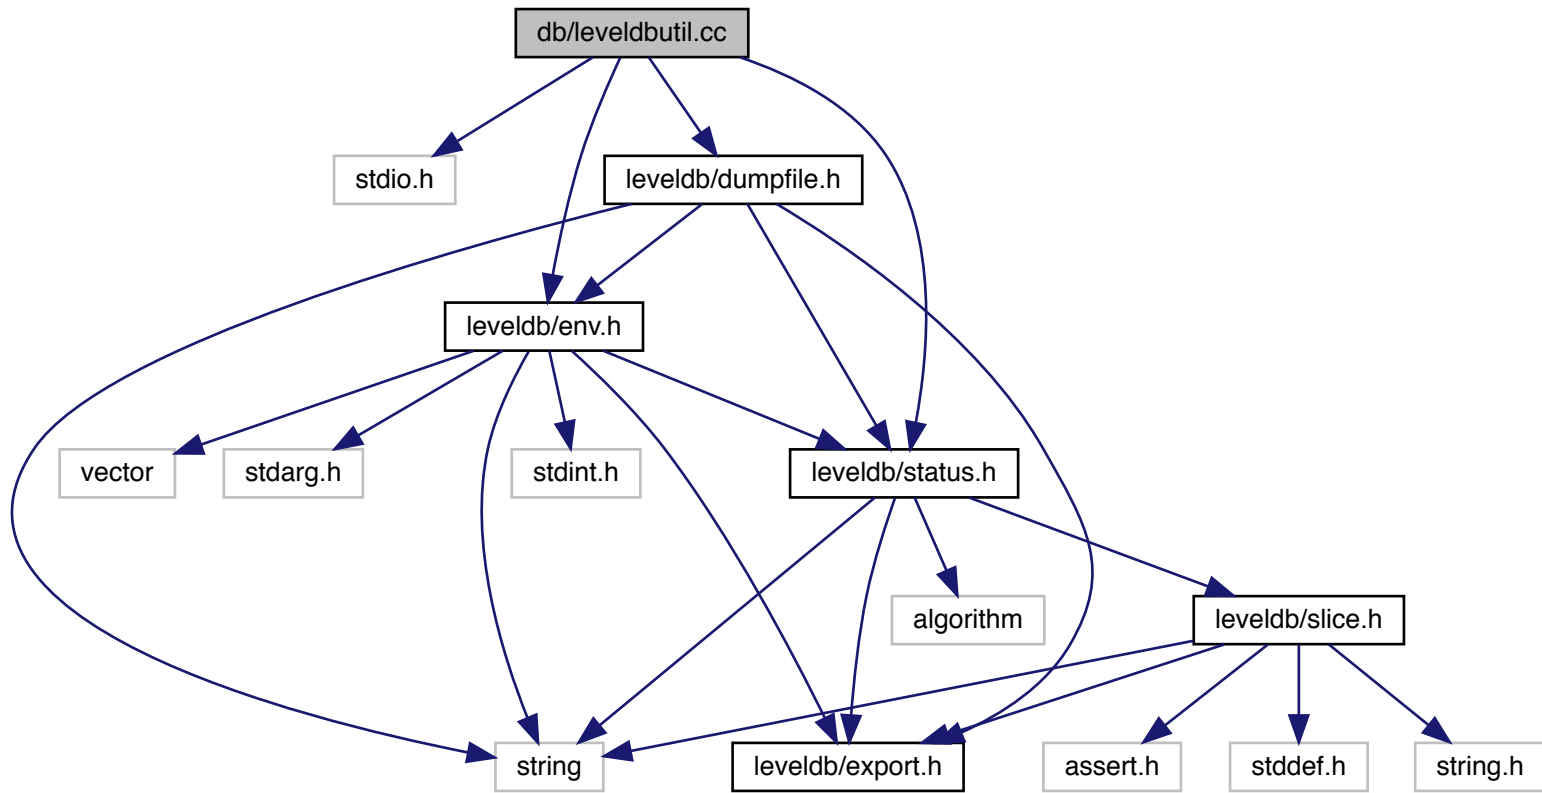 db/leveldbutil.cc
stdio.h
leveldb/dumpfile.h
leveldb/env.h
vector
stdarg.h
stdint.h
leveldb/status.h
algorithm
leveldb/slice.h
string
leveldb/export.h
assert.h
stddef.h
string.h